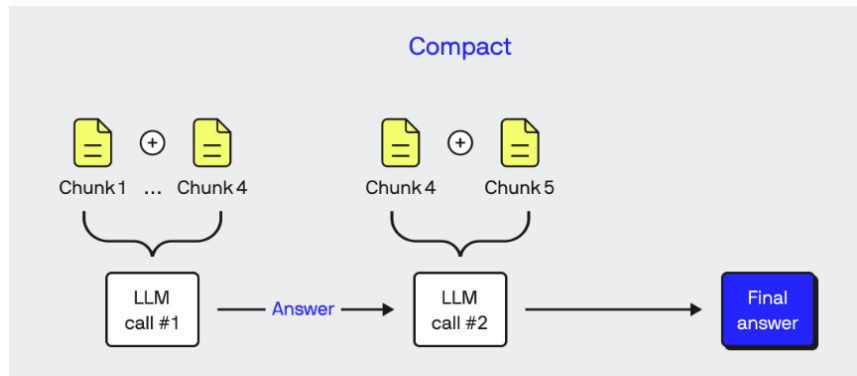 Compact
Chunk 1 ... Chunk 4
Chunk 4 Chunk 5
LLM
call #1
Answer
LLM
call #2
Final
answer